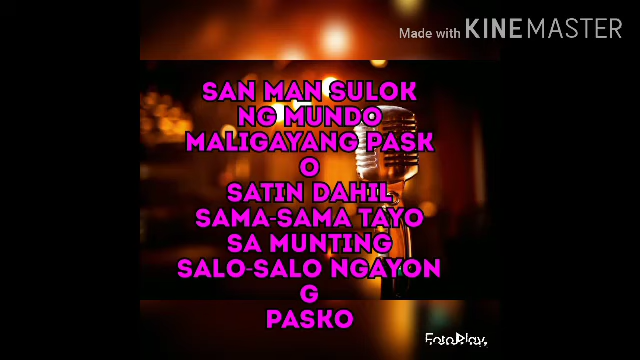 Made with KINEMASTER
SAN MAN SULOK
NG MUNDO
MALIGAYANG PASK
O
SATIN DAHIL
SAMA-SAMA TAYO
SA MUNTING
SALO-SALO NGAYON
G
PASKO
FotoPlay